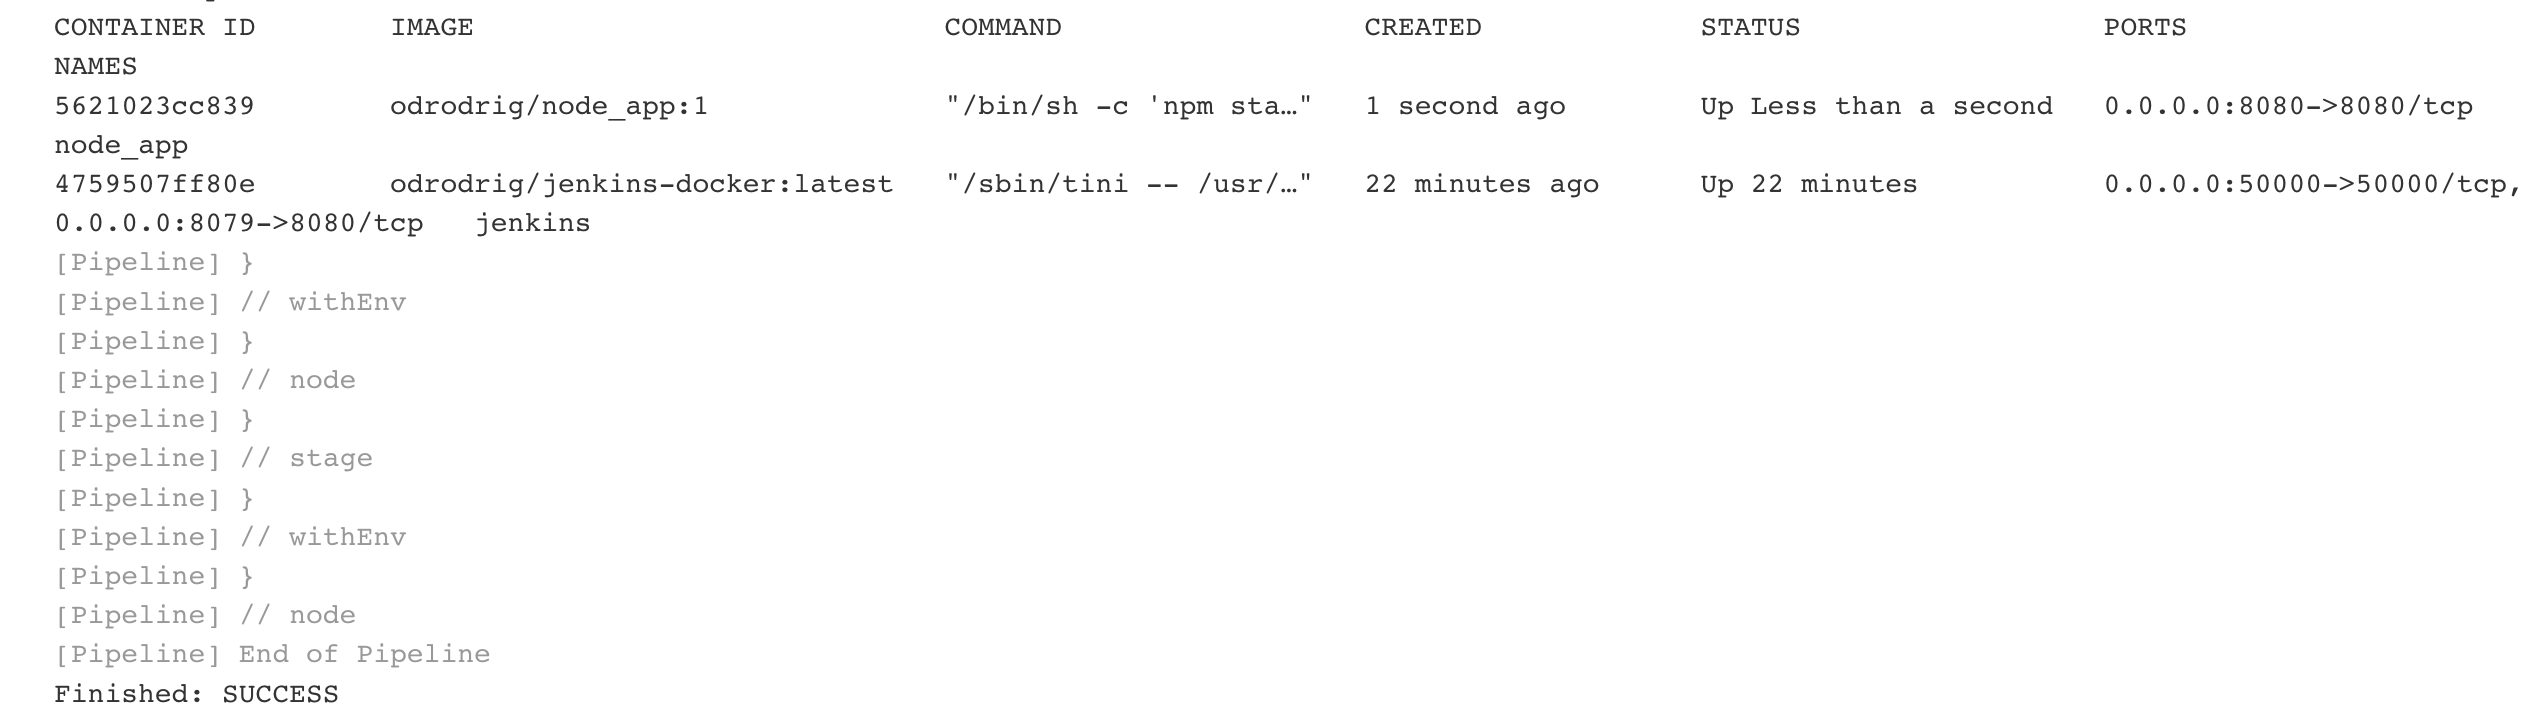 CONTAINER ID        IMAGE                            COMMAND                  CREATED             STATUS                  PORTS
NAMES
5621023cc839        odrodrig/node_app:1              "/bin/sh -c 'npm sta…"   1 second ago        Up Less than a second   0.0.0.0:8080->8080/tcp
node_app
4759507ff80e        odrodrig/jenkins-docker:latest   "/sbin/tini -- /usr/…"   22 minutes ago      Up 22 minutes           0.0.0.0:50000->50000/tcp,
0.0.0.0:8079->8080/tcp   jenkins
[Pipeline] }
[Pipeline] // withEnv
[Pipeline] }
[Pipeline] // node
[Pipeline] }
[Pipeline] // stage
[Pipeline] }
[Pipeline] // withEnv
[Pipeline] }
[Pipeline] // node
[Pipeline] End of Pipeline
Finished: SUCCESS